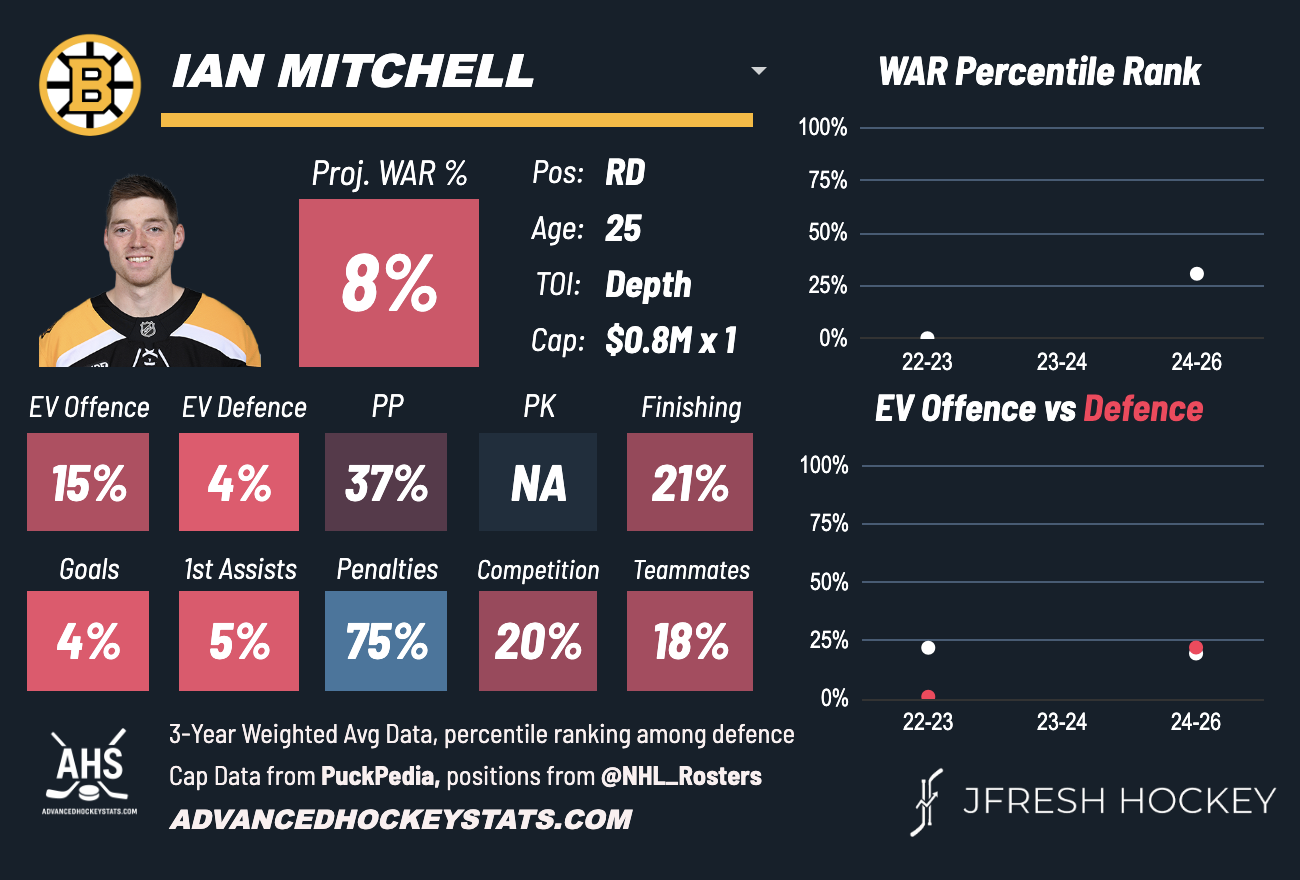 B
IAN MITCHELL
Proj. WAR %
8%
Pos: RD
Age: 25
TOI: Depth
Cap: $0.8M x 1
EV Offence EV Defence PP PK Finishing
15% 4% 37% NA 21%
Goals 1st Assists Penalties Competition Teammates
4% 5% 75% 20% 18%
AHS
ADVANCEDHOCKEYSTATS.COM
3-Year Weighted Avg Data, percentile ranking among defence
Cap Data from PuckPedia, positions from @NHL_Rosters
ADVANCEDHOCKEYSTATS.COM
WAR Percentile Rank
100%
75%
50%
25%
0%
22-23 23-24 24-26
EV Offence vs Defence
100%
75%
50%
25%
0%
22-23 23-24 24-26
JFRESH HOCKEY